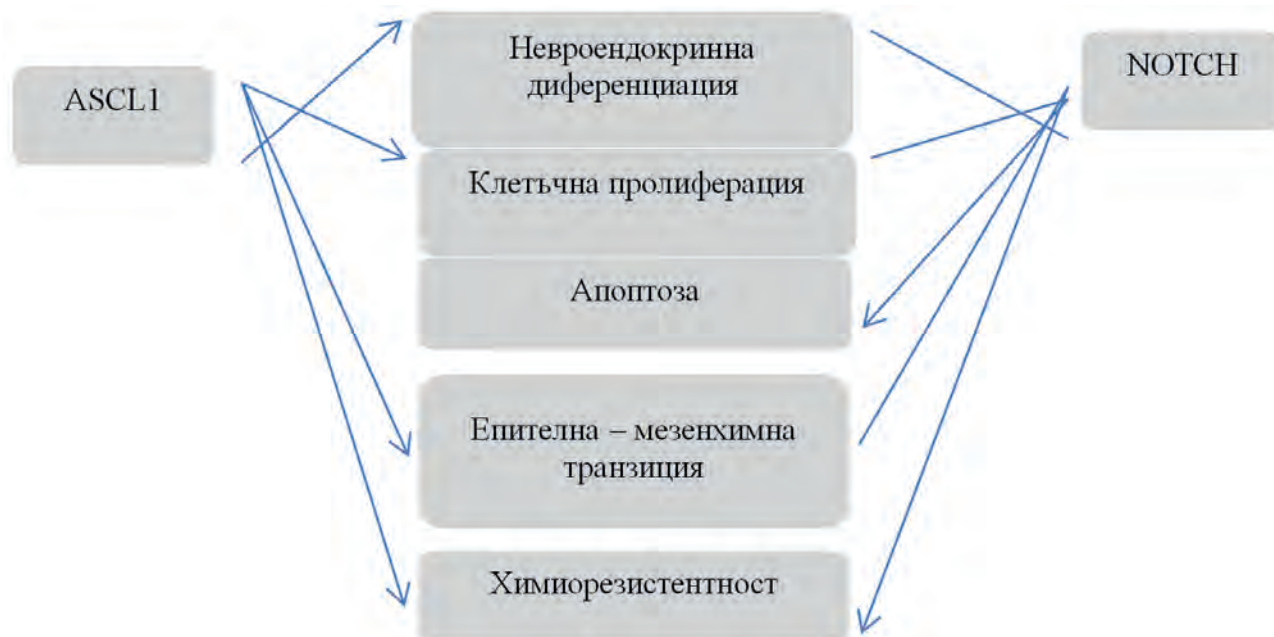 ASCL1
Невроендокринна
диференциация
Клетъчна пролиферация
Апоптоза
Епителна – мезенхимна
транзиция
Химиорезистентност
NOTCH